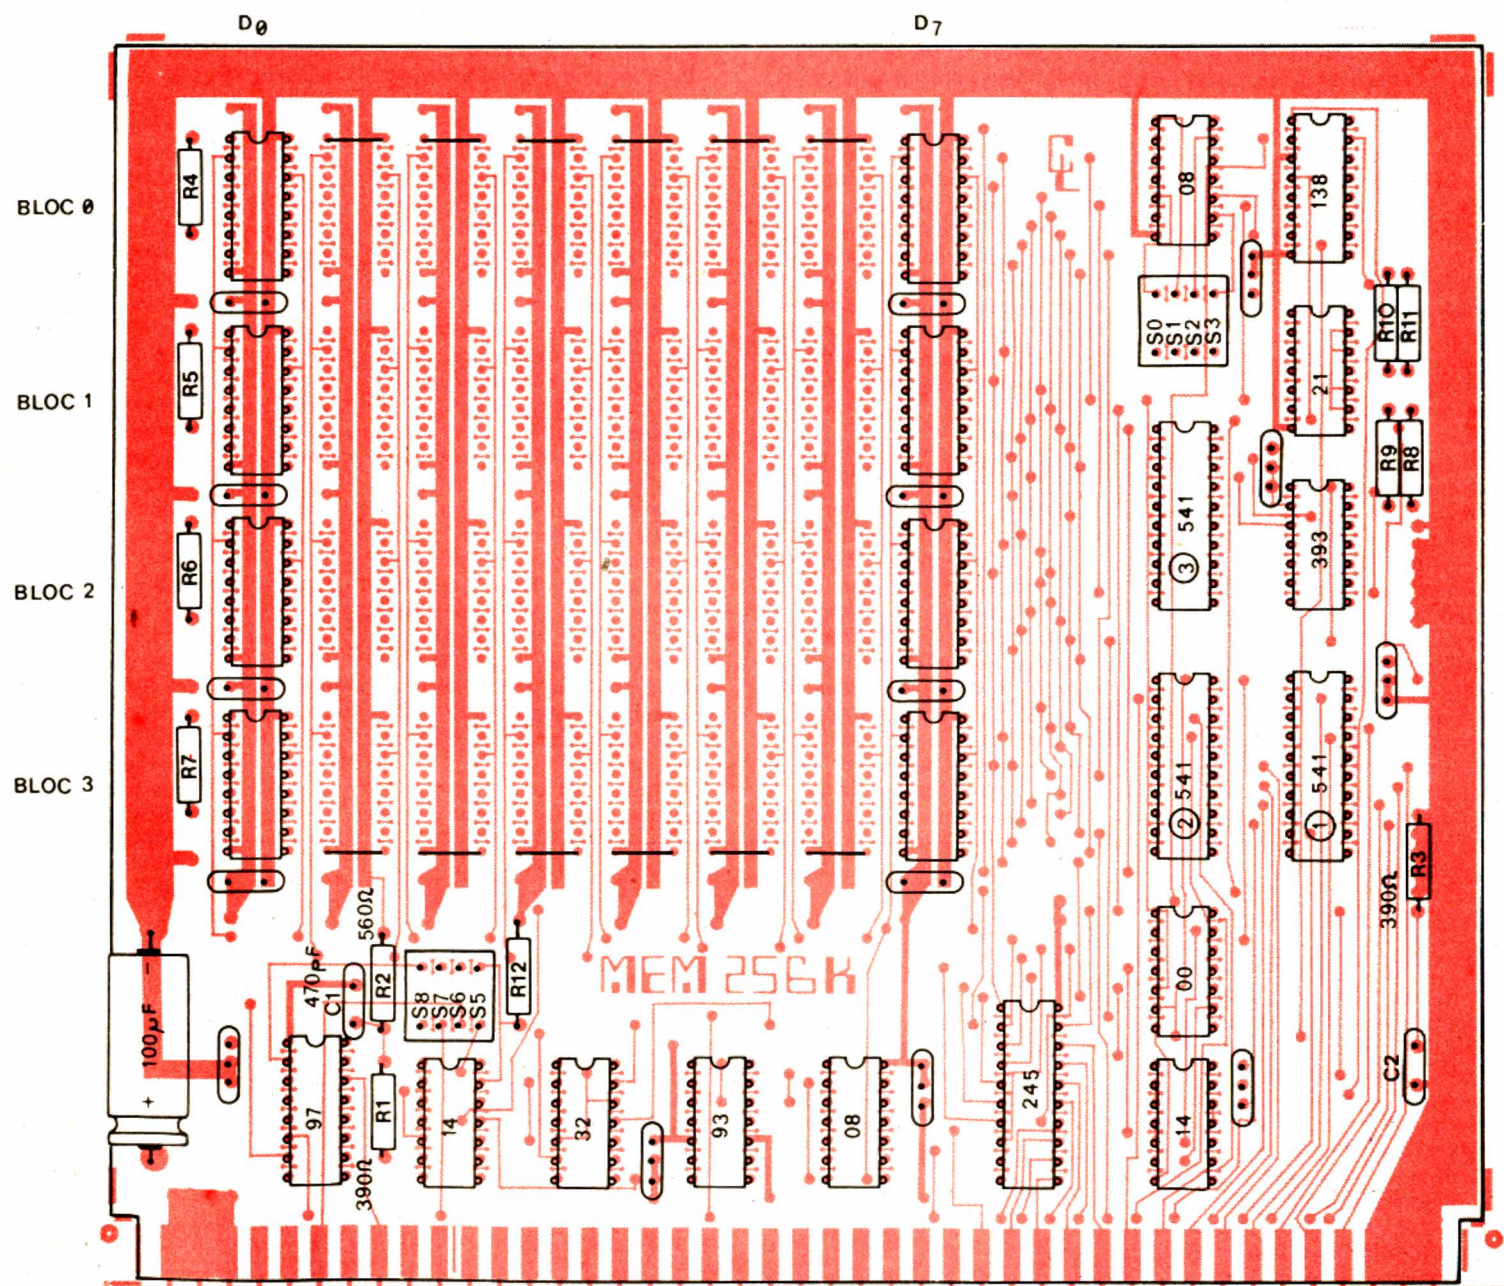 D0
D7
BLOC 0
R4
08
138
S0
S1
S2
S3
R10
R11
BLOC 1
R5
21
R9
R8
541
3
393
BLOC 2
R6
BLOC 3
R7
541
2
541
1
R3
390Ω
560Ω
470pF
C1
R2
S8
S7
S6
S5
R12
MEM 256K
00
100µF
-
+
97
R1
390Ω
14
32
93
08
245
14
C2